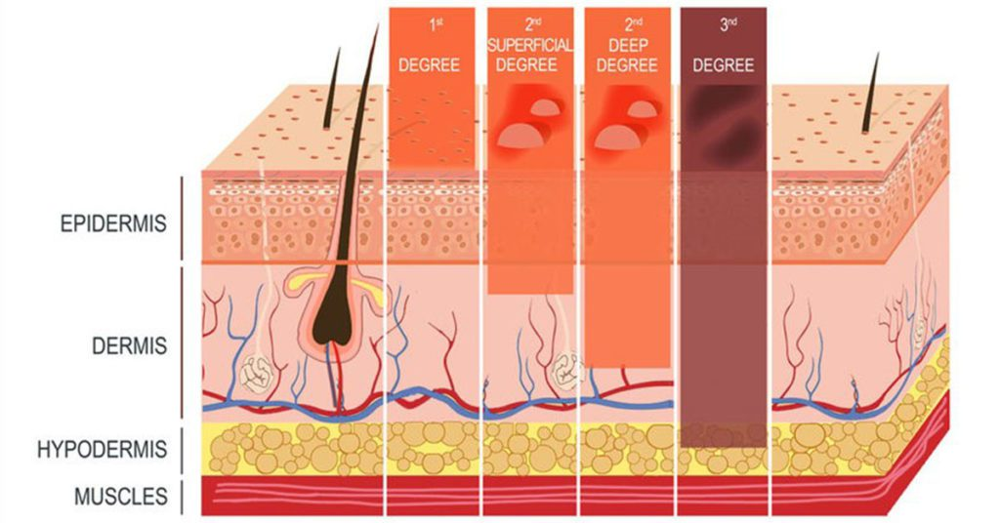 1st
DEGREE
2nd
SUPERFICIAL
DEGREE
2nd
DEEP
DEGREE
3rd
DEGREE
EPIDERMIS
DERMIS
HYPODERMIS
MUSCLES